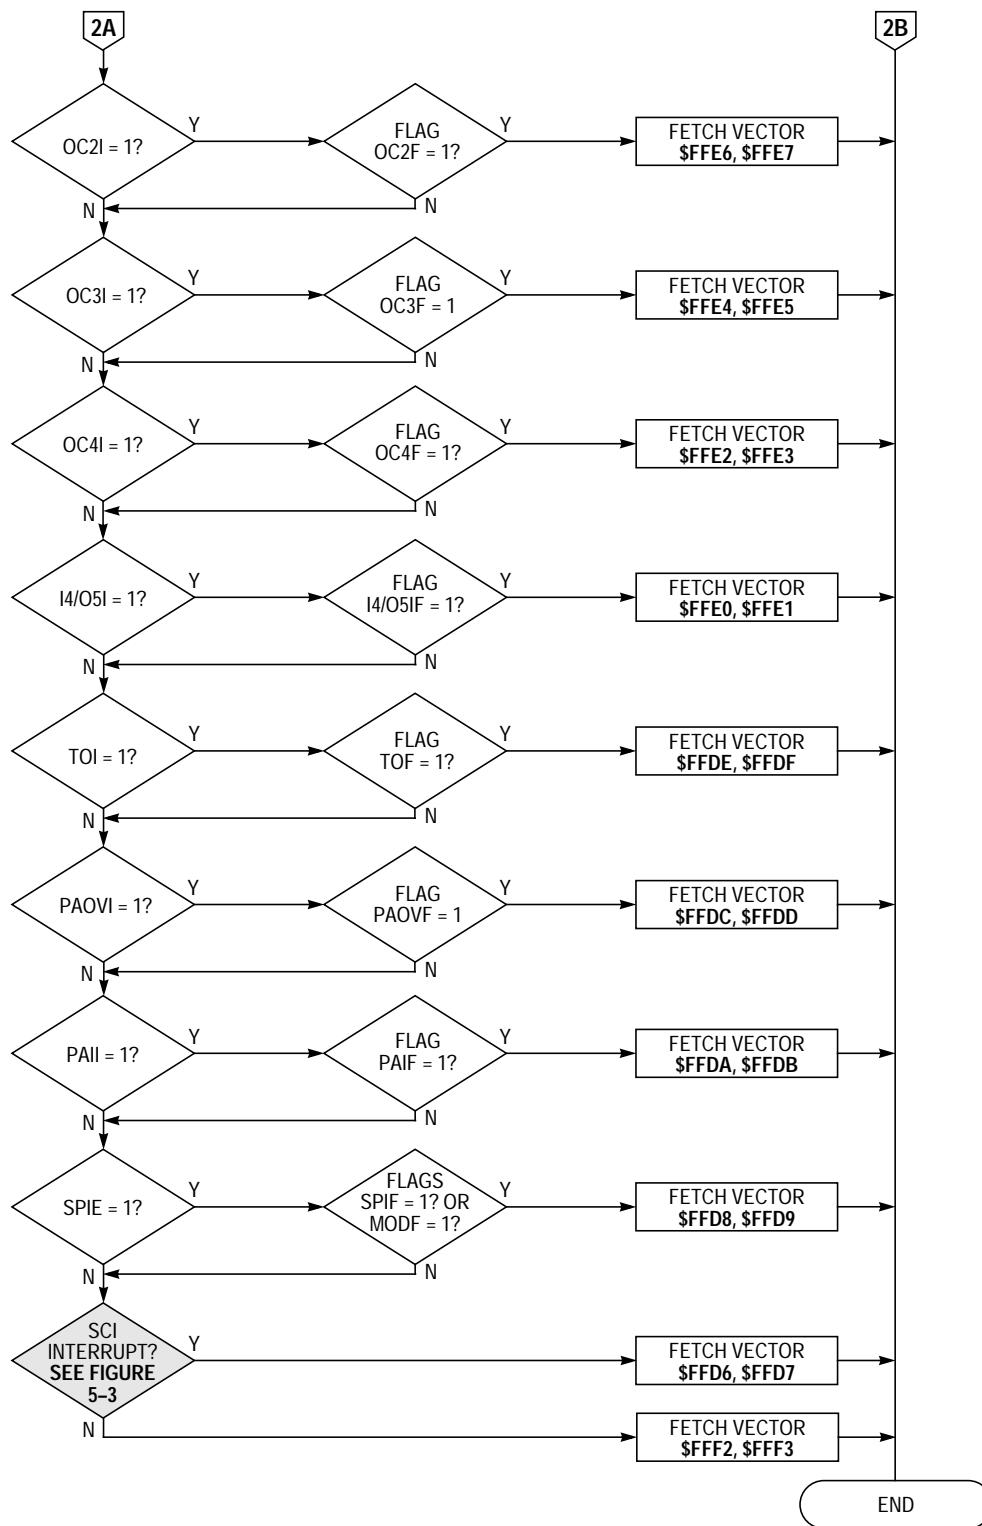 2A
2B
OC2I = 1?
Y
FLAG
OC2F = 1?
Y
FETCH VECTOR
$FFE6, $FFE7
N
N
OC3I = 1?
Y
FLAG
OC3F = 1
Y
FETCH VECTOR
$FFE4, $FFE5
N
N
OC4I = 1?
Y
FLAG
OC4F = 1?
Y
FETCH VECTOR
$FFE2, $FFE3
N
N
I4/O5I = 1?
Y
FLAG
I4/O5IF = 1?
Y
FETCH VECTOR
$FFE0, $FFE1
N
N
TOI = 1?
Y
FLAG
TOF = 1?
Y
FETCH VECTOR
$FFDE, $FFDF
N
N
PAOVI = 1?
Y
FLAG
PAOVF = 1
Y
FETCH VECTOR
$FFDC, $FFDD
N
N
PAII = 1?
Y
FLAG
PAIF = 1?
Y
FETCH VECTOR
$FFDA, $FFDB
N
N
SPIE = 1?
Y
FLAGS
SPIF = 1? OR
MODF = 1?
Y
FETCH VECTOR
$FFD8, $FFD9
N
N
SCI
INTERRUPT?
SEE FIGURE
5–3
Y
FETCH VECTOR
$FFD6, $FFD7
N
FETCH VECTOR
$FFF2, $FFF3
END